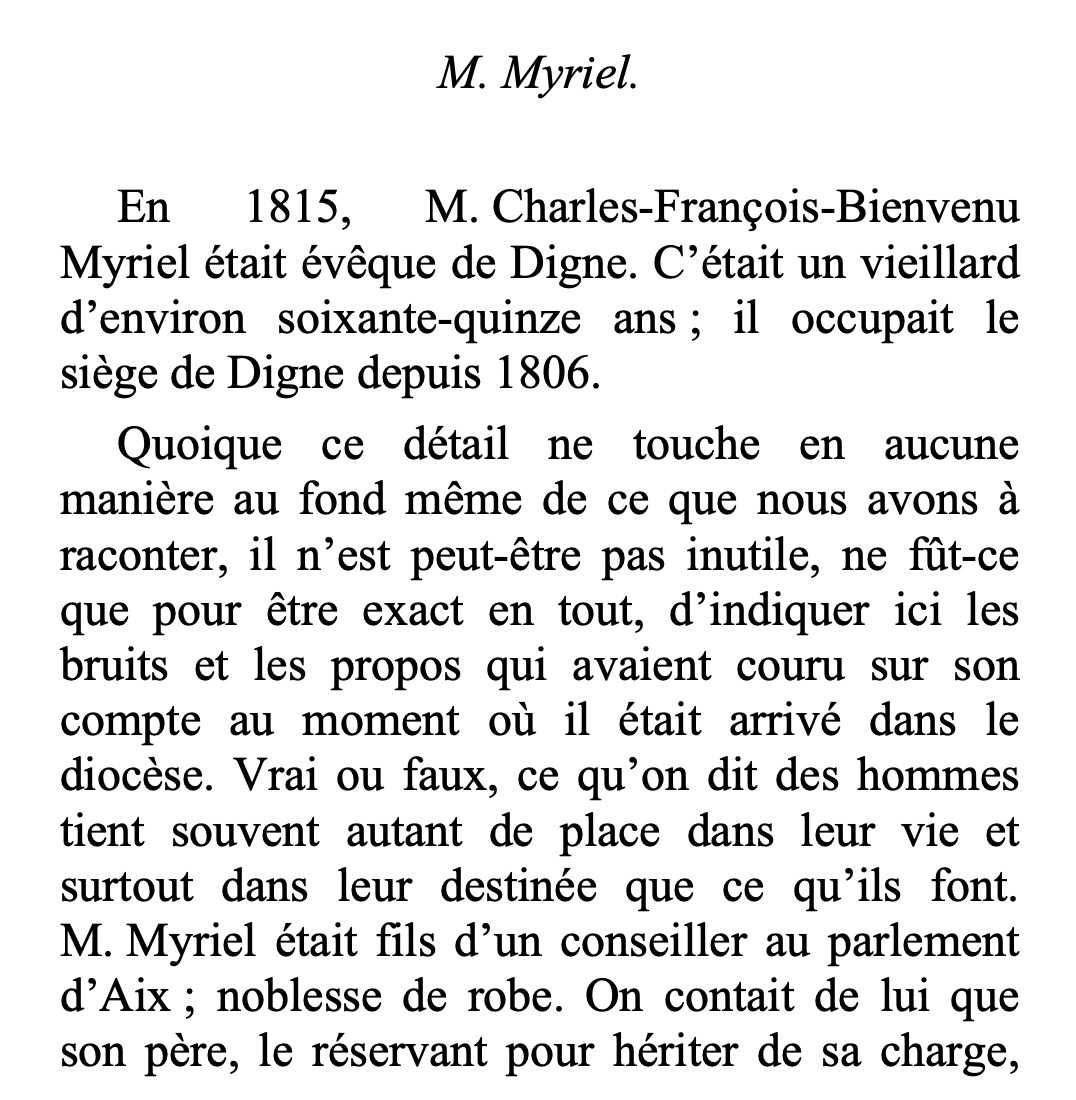 M. Myriel.
En 1815, M. Charles-François-Bienvenu
Myriel était évêque de Digne. C’était un vieillard
d’environ soixante-quinze ans ; il occupait le
siège de Digne depuis 1806.
Quoique ce détail ne touche en aucune
manière au fond même de ce que nous avons à
raconter, il n’est peut-être pas inutile, ne fût-ce
que pour être exact en tout, d’indiquer ici les
bruits et les propos qui avaient couru sur son
compte au moment où il était arrivé dans le
diocèse. Vrai ou faux, ce qu’on dit des hommes
tient souvent autant de place dans leur vie et
surtout dans leur destinée que ce qu’ils font.
M. Myriel était fils d’un conseiller au parlement
d’Aix ; noblesse de robe. On contait de lui que
son père, le réservant pour hériter de sa charge,